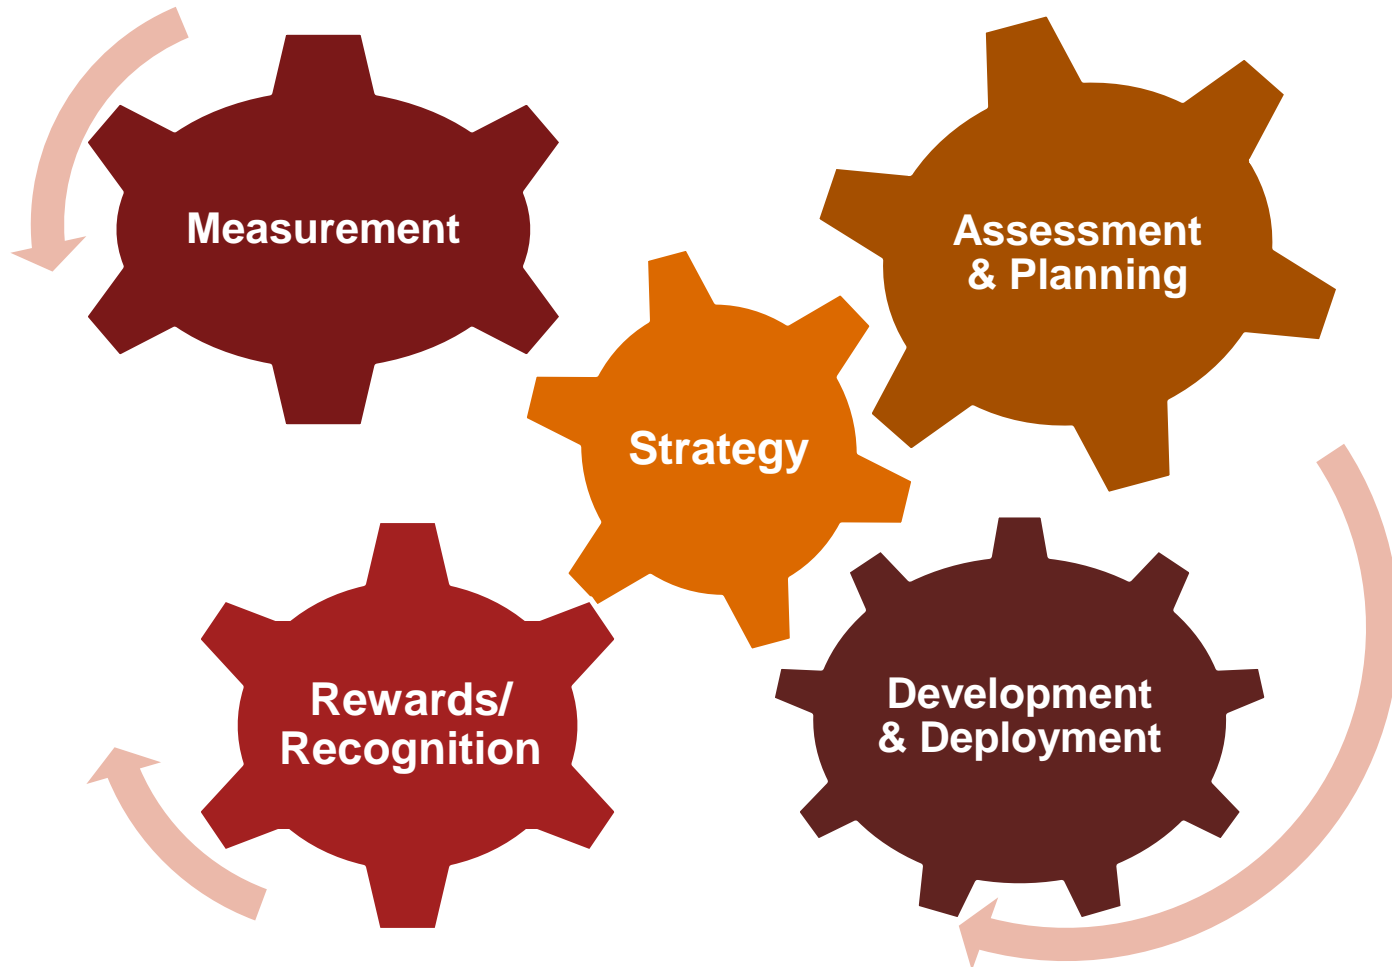 Measurement
Assessment
& Planning
Strategy
Rewards/
Recognition
Development
& Deployment